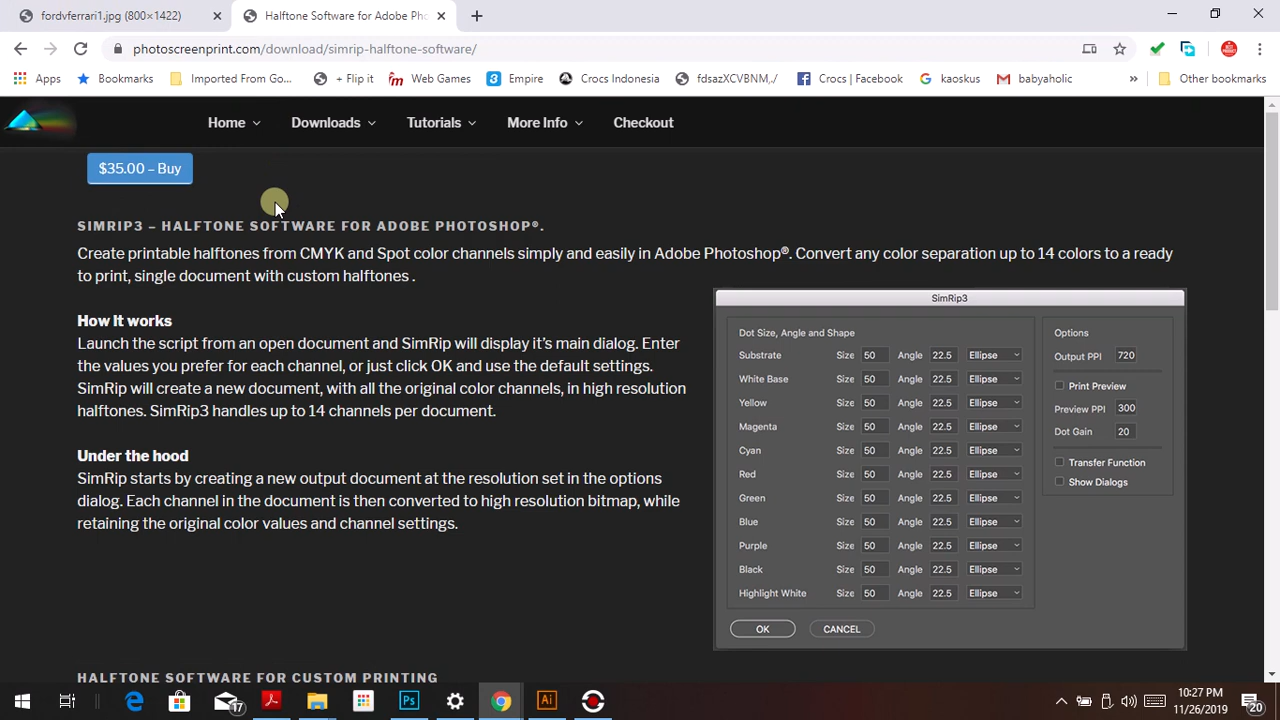 fordvferrari1.jpg (800×1422)
Halftone Software for Adobe Pho
photoscreenprint.com/download/simrip-halftone-software/
Apps Bookmarks Imported From Go... + Flip it Web Games Empire Crocs Indonesia fdsazXCVBNM,./ Crocs | Facebook kaoskus babyaholic » Other bookmarks
Home Downloads Tutorials More Info Checkout
$35.00 – Buy
SIMRIP3 – HALFTONE SOFTWARE FOR ADOBE PHOTOSHOP®.
Create printable halftones from CMYK and Spot color channels simply and easily in Adobe Photoshop®. Convert any color separation up to 14 colors to a ready
to print, single document with custom halftones .
How It works
Launch the script from an open document and SimRip will display it's main dialog. Enter
the values you prefer for each channel, or just click OK and use the default settings.
SimRip will create a new document, with all the original color channels, in high resolution
halftones. SimRip3 handles up to 14 channels per document.
Under the hood
SimRip starts by creating a new output document at the resolution set in the options
dialog. Each channel in the document is then converted to high resolution bitmap, while
retaining the original color values and channel settings.
SimRip3
Dot Size, Angle and Shape
Substrate Size 50 Angle 22.5 Ellipse
White Base Size 50 Angle 22.5 Ellipse
Yellow Size 50 Angle 22.5 Ellipse
Magenta Size 50 Angle 22.5 Ellipse
Cyan Size 50 Angle 22.5 Ellipse
Red Size 50 Angle 22.5 Ellipse
Green Size 50 Angle 22.5 Ellipse
Blue Size 50 Angle 22.5 Ellipse
Purple Size 50 Angle 22.5 Ellipse
Black Size 50 Angle 22.5 Ellipse
Highlight White Size 50 Angle 22.5 Ellipse
OK CANCEL
Options
Output PPI 720
Print Preview
Preview PPI 300
Dot Gain 20
Transfer Function
Show Dialogs
HALFTONE SOFTWARE FOR CUSTOM PRINTING
17
Ps
Ai
10:27 PM
11/26/2019
20